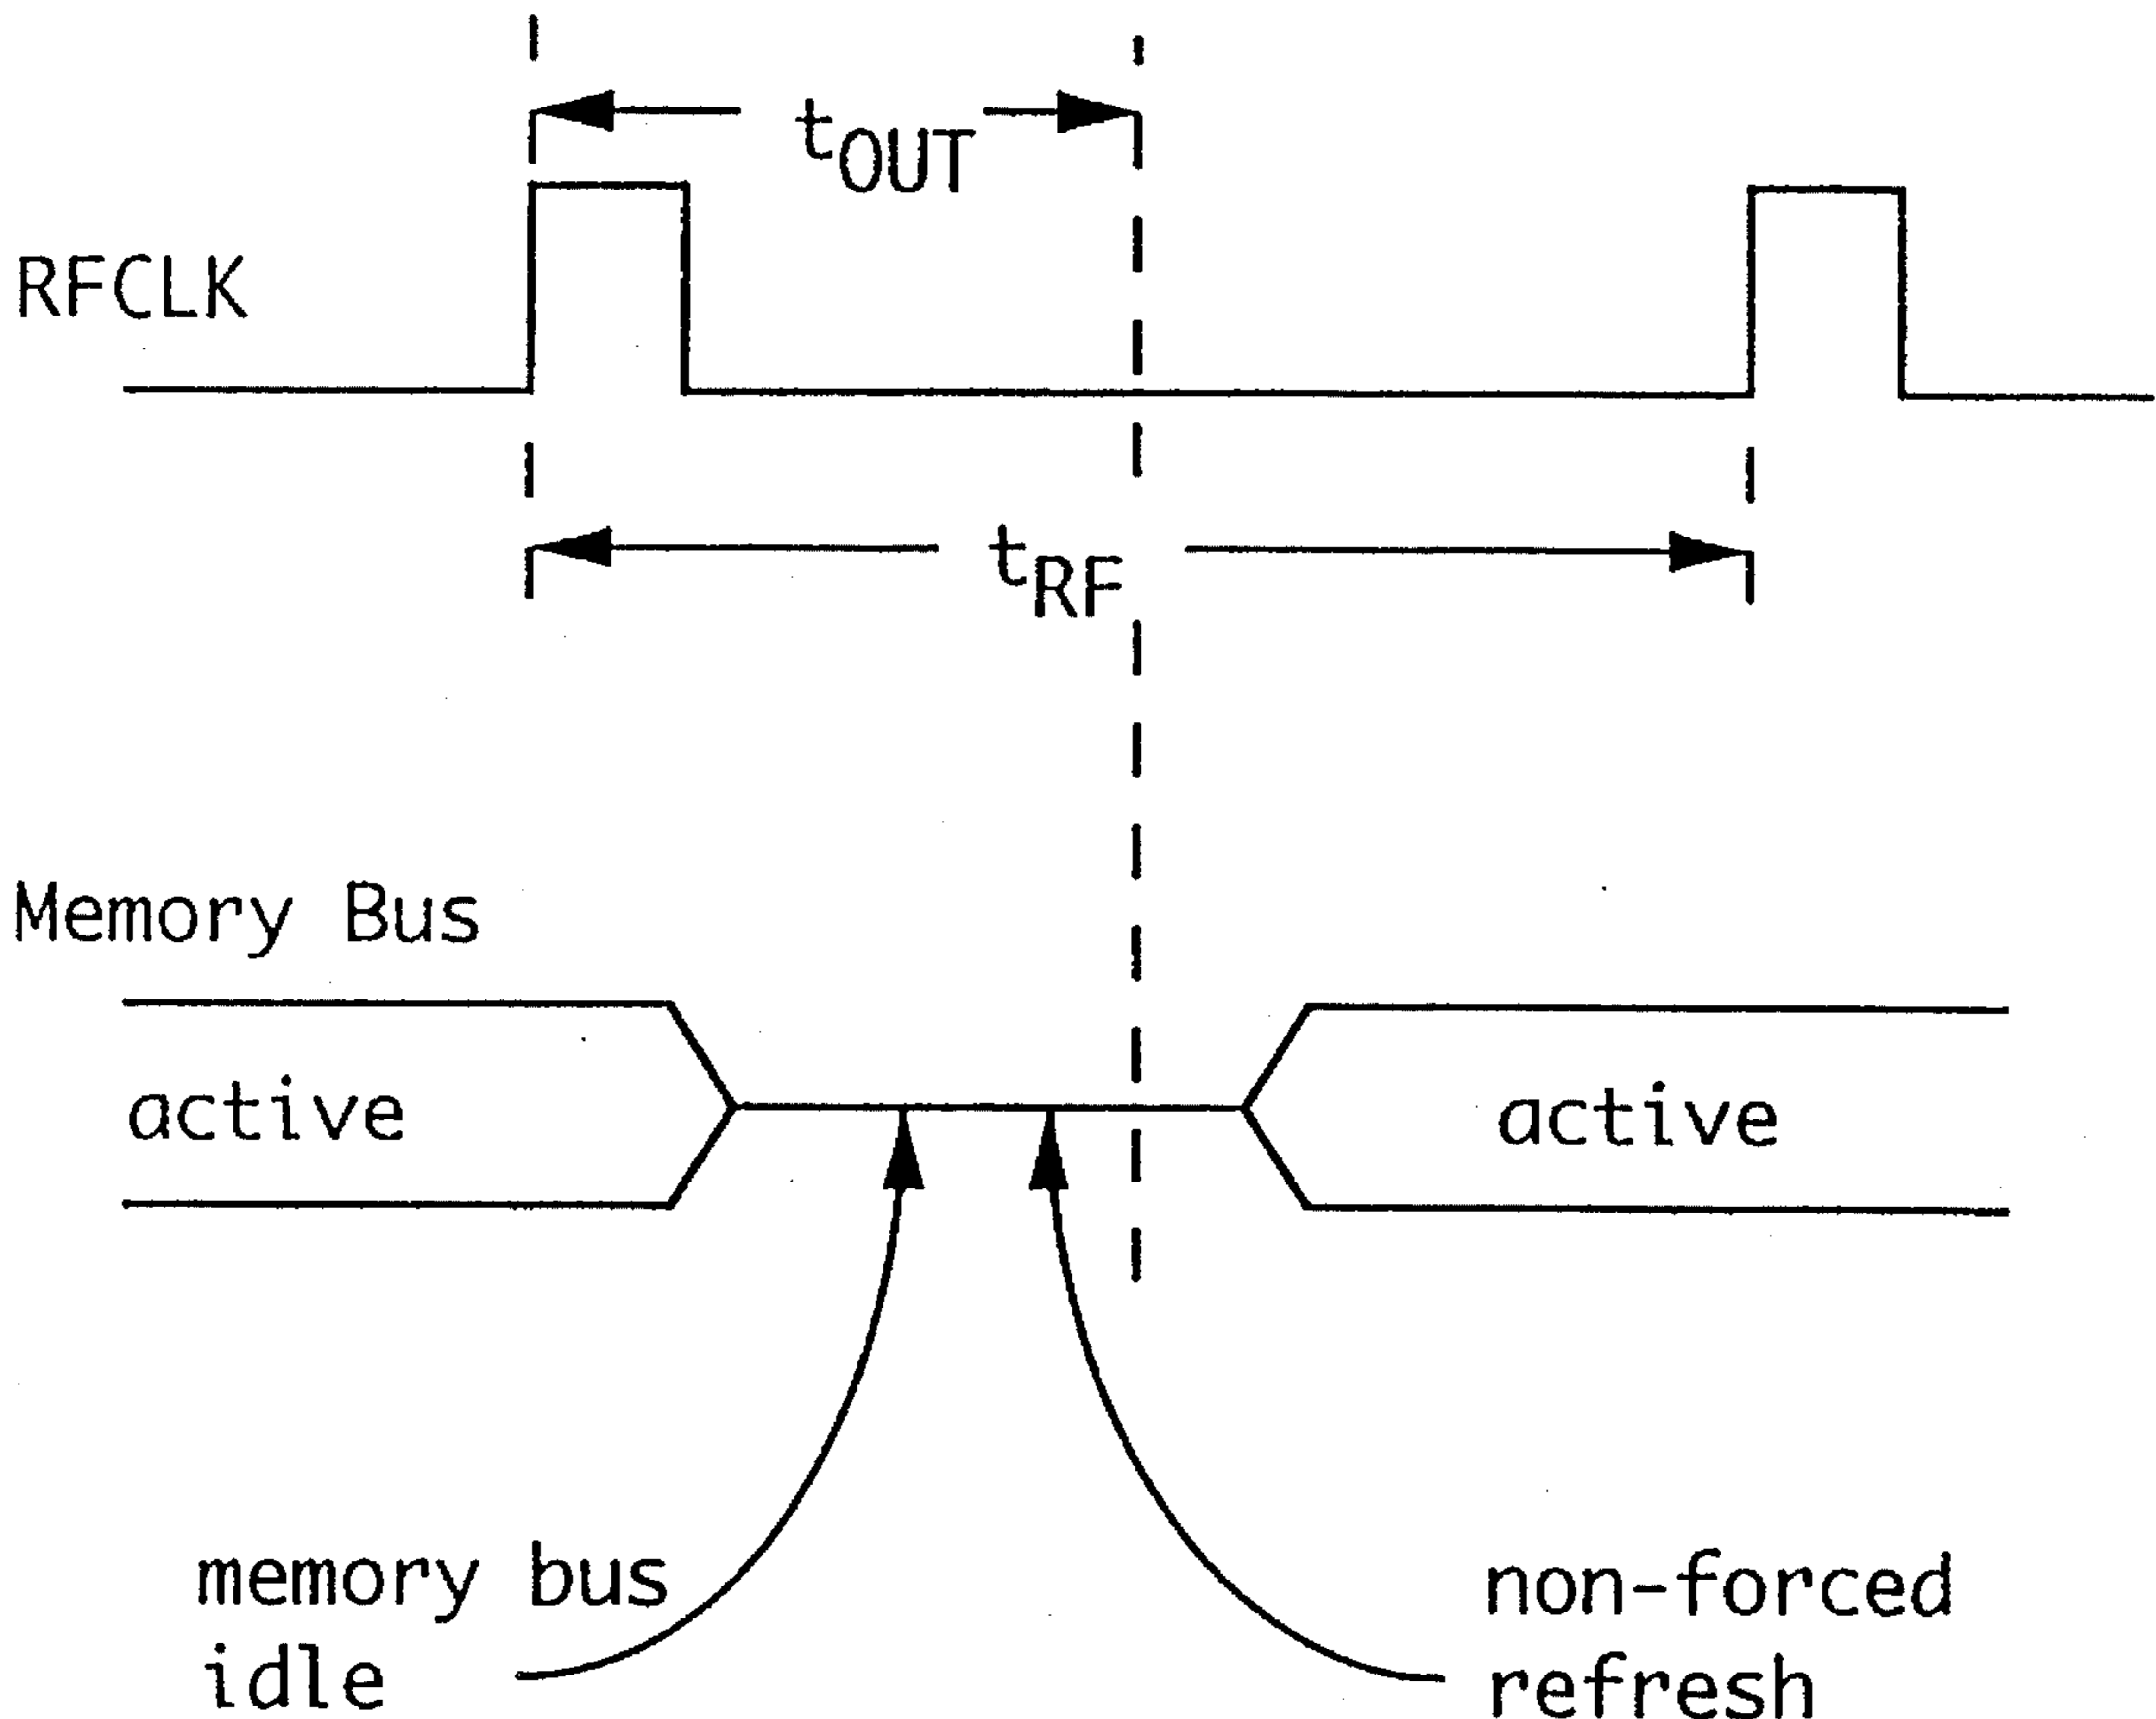 tOUT
RFCLK
tRF
Memory Bus
active
active
memory bus
idle
non-forced
refresh